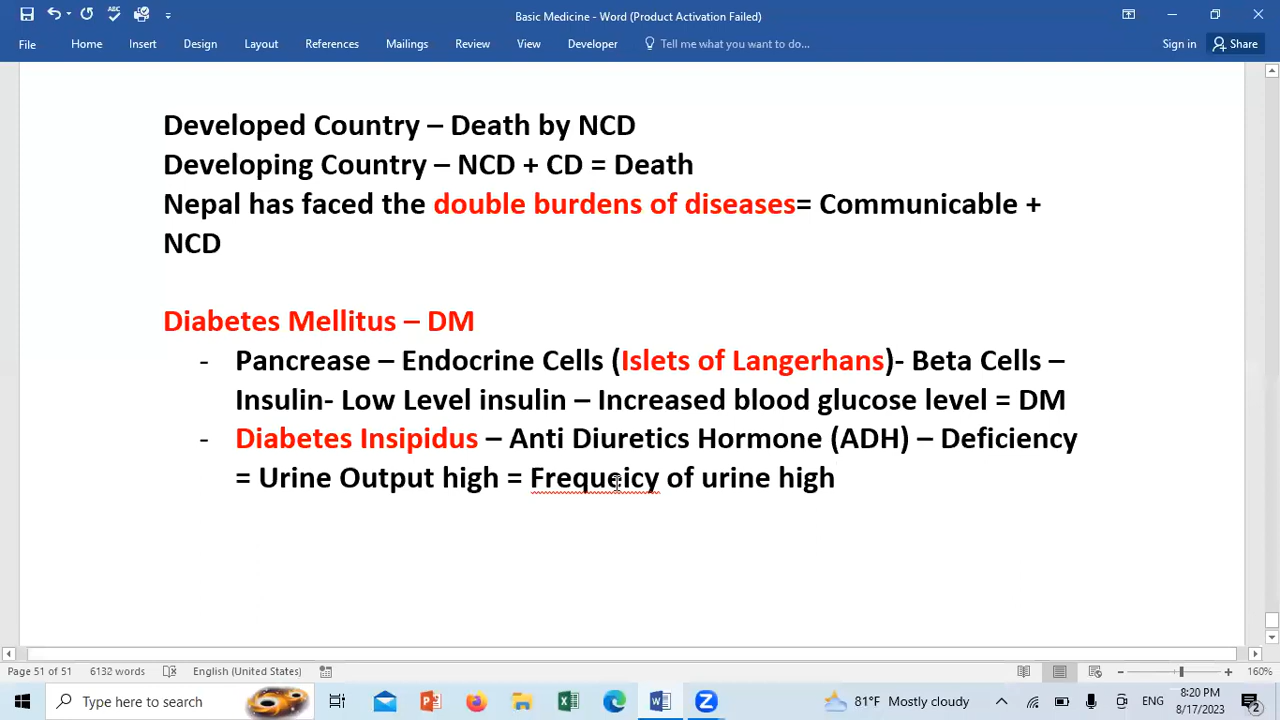 Basic Medicine - Word (Product Activation Failed)
File Home Insert Design Layout References Mailings Review View Developer Tell me what you want to do... Sign in Share
Developed Country – Death by NCD
Developing Country – NCD + CD = Death
Nepal has faced the double burdens of diseases= Communicable +
NCD
Diabetes Mellitus – DM
- Pancrease – Endocrine Cells (Islets of Langerhans)- Beta Cells –
Insulin- Low Level insulin – Increased blood glucose level = DM
- Diabetes Insipidus – Anti Diuretics Hormone (ADH) – Deficiency
= Urine Output high = Frequcicy of urine high
Page 51 of 51 6132 words English (United States) 160%
Type here to search 81°F Mostly cloudy ENG 8:20 PM
8/17/2023 2